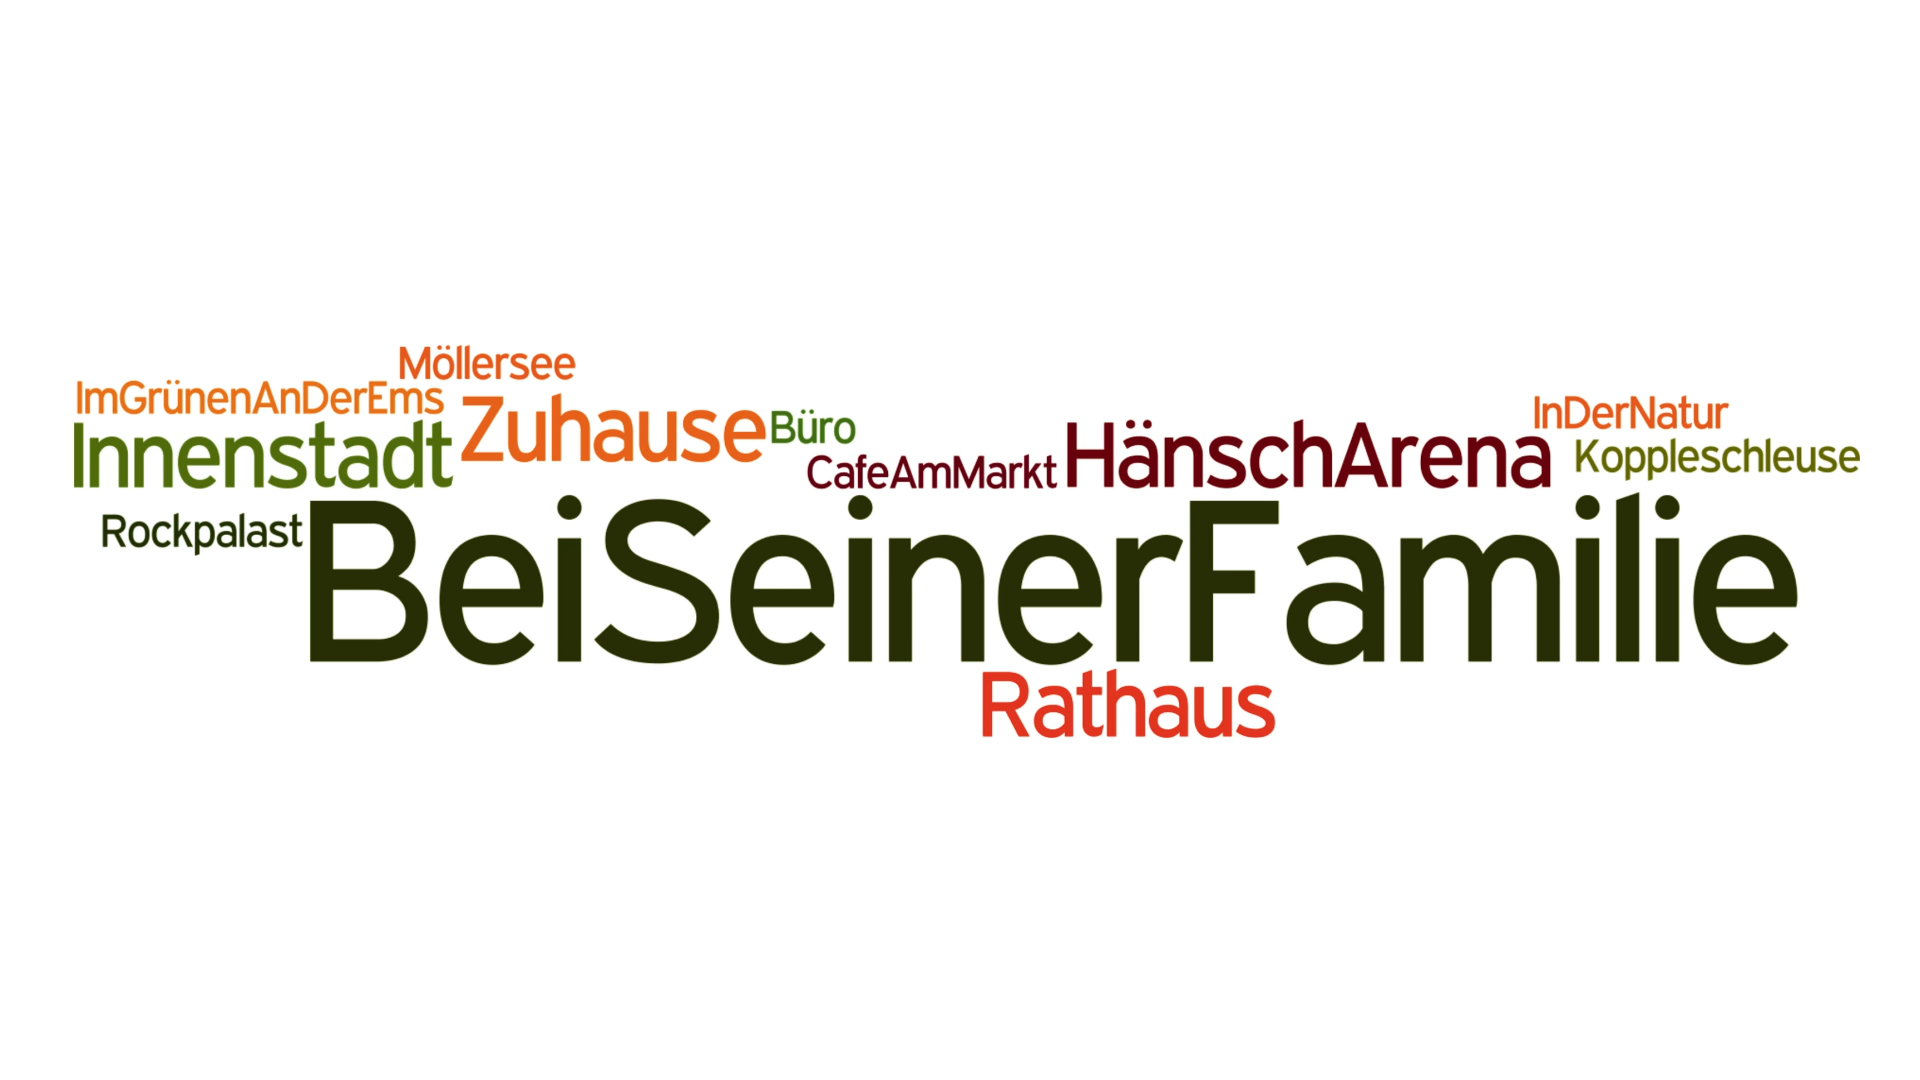 Möllersee
ImGrünenAnDerEms
Zuhause
Büro
InDerNatur
Innenstadt
CafeAmMarkt
HänschArena
Koppleschleuse
Rockpalast
BeiSeinerFamilie
Rathaus